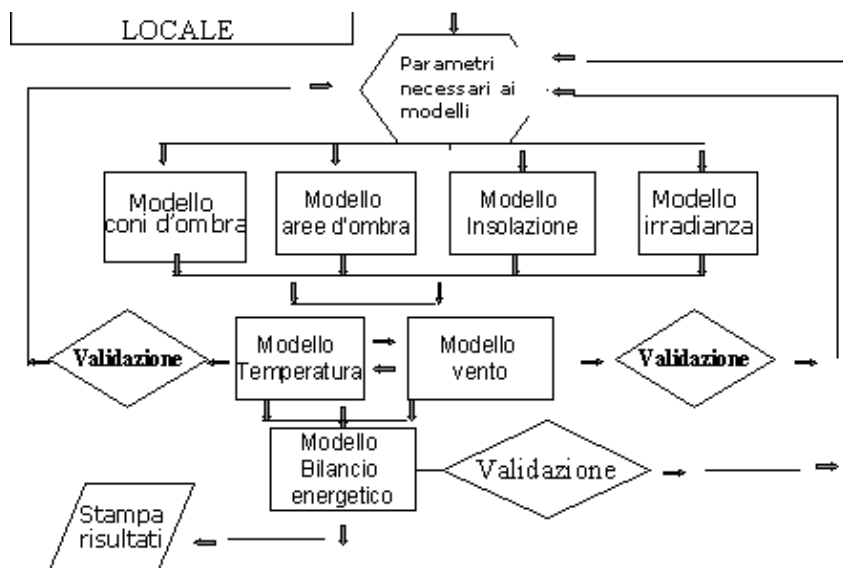 LOCALE
Parametri
necessari ai
modelli
Modello
coni d'ombra
Modello
aree d'ombra
Modello
Insolazione
Modello
irradianza
Validazione
Modello
Temperatura
Modello
vento
Validazione
Modello
Bilancio
energetico
Validazione
Stampa
risultati